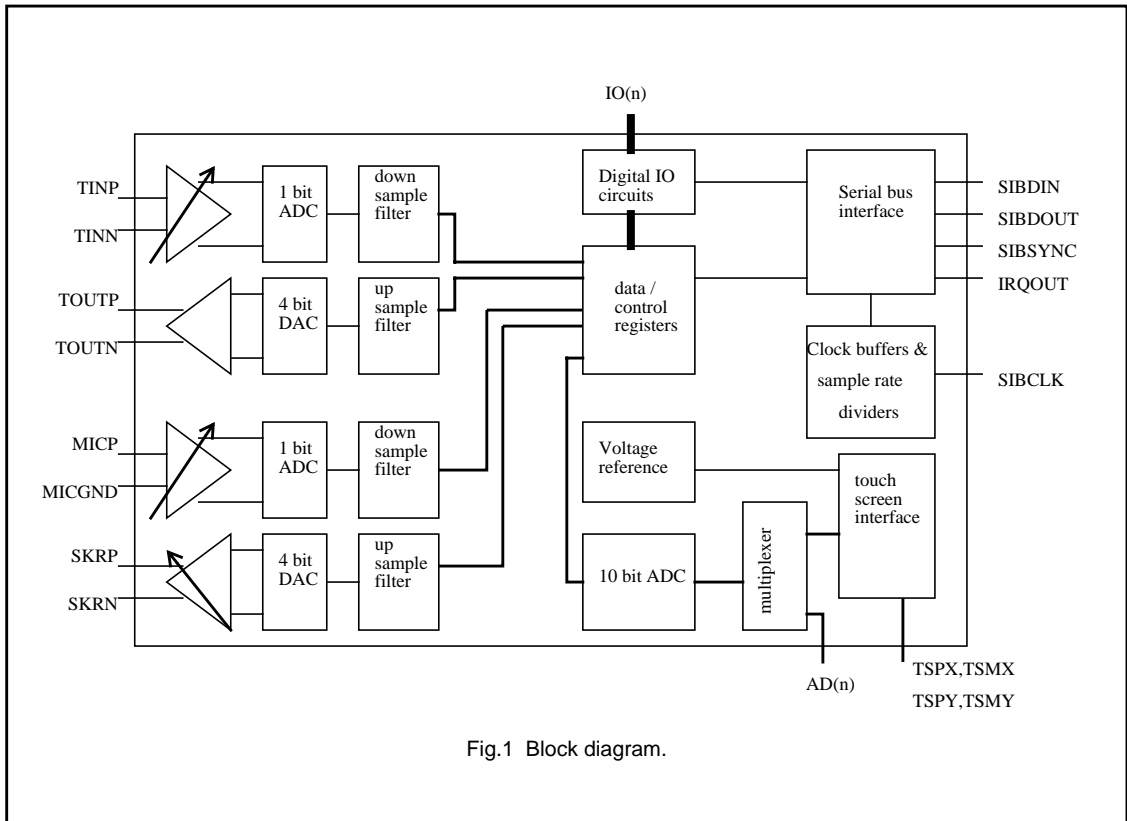 IO(n)
TINP
TINN
1 bit
ADC
down
sample
filter
Digital IO
circuits
Serial bus
interface
SIBDIN
SIBDOUT
SIBSYNC
IRQOUT
TOUTP
TOUTN
4 bit
DAC
up
sample
filter
data /
control
registers
Clock buffers &
sample rate
dividers
SIBCLK
MICP
MICGND
1 bit
ADC
down
sample
filter
Voltage
reference
touch
screen
interface
SKRP
SKRN
4 bit
DAC
up
sample
filter
10 bit ADC
multiplexer
AD(n)
TSPX,TSMX
TSPY,TSMY
Fig.1 Block diagram.